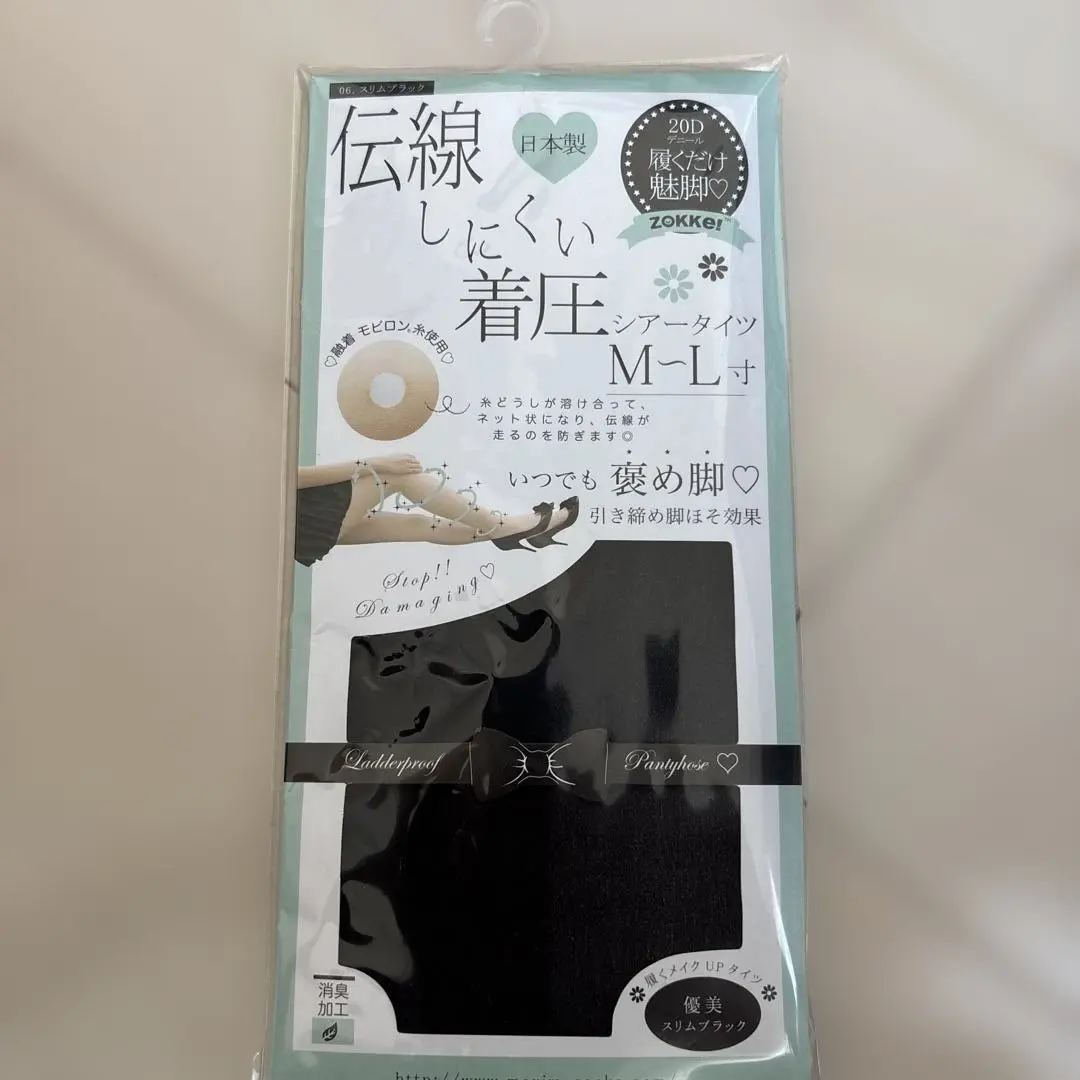 06. スリムブラック
伝線
日本製
しにくい
着圧
シアータイツ
M〜L寸
20D
デニール
履くだけ
魅脚♡
ZOKKe!™
♡融着 モビロン®糸使用♡
糸どうしが溶け合って、
ネット状になり、伝線が
走るのを防ぎます◎
いつでも 褒め脚♡
引き締め脚ほそ効果
Stop!!
Damaging♡
Ladderproof
Pantyhose ♡
消臭
加工
履くメイクUPタイツ
優美
スリムブラック